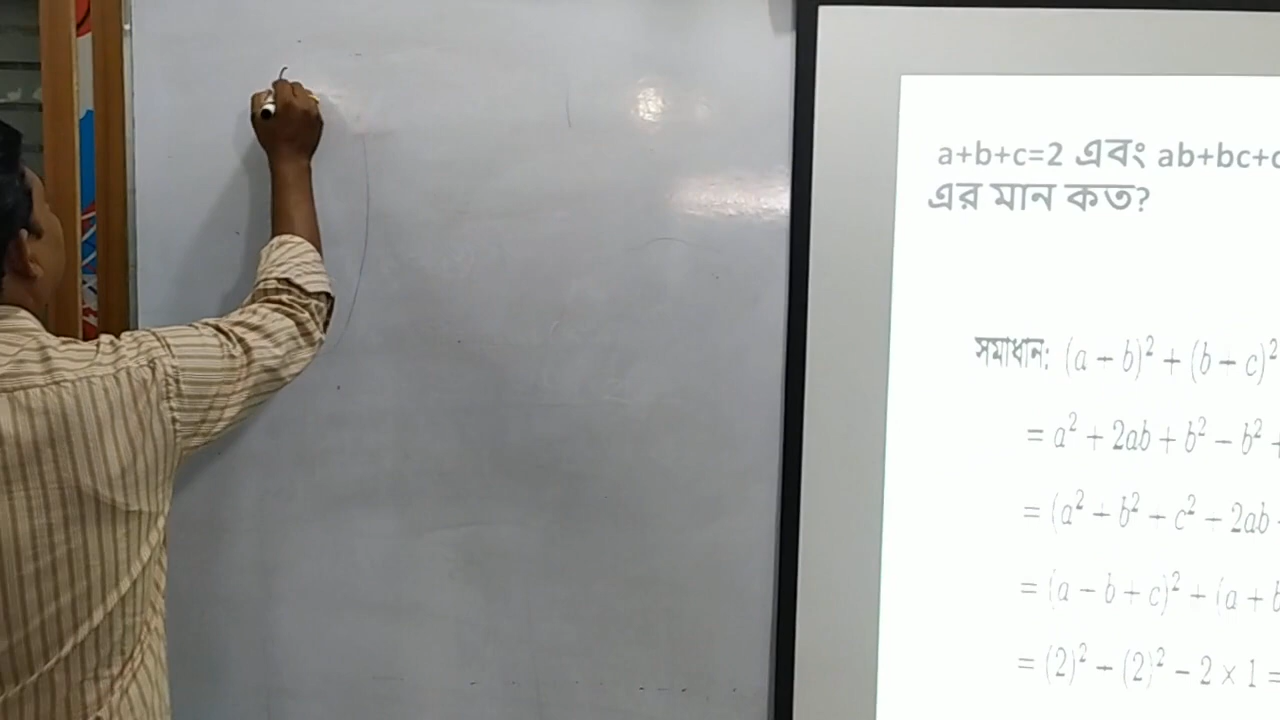 a+b+c=2 এবং ab+bc+c
এর মান কত?
সমাধান: (a - b)² + (b - c)²
= a² + 2ab + b² - b² +
= (a² - b² - c² - 2ab
= (a - b + c)² + (a + b
= (2)² - (2)² - 2 × 1 =